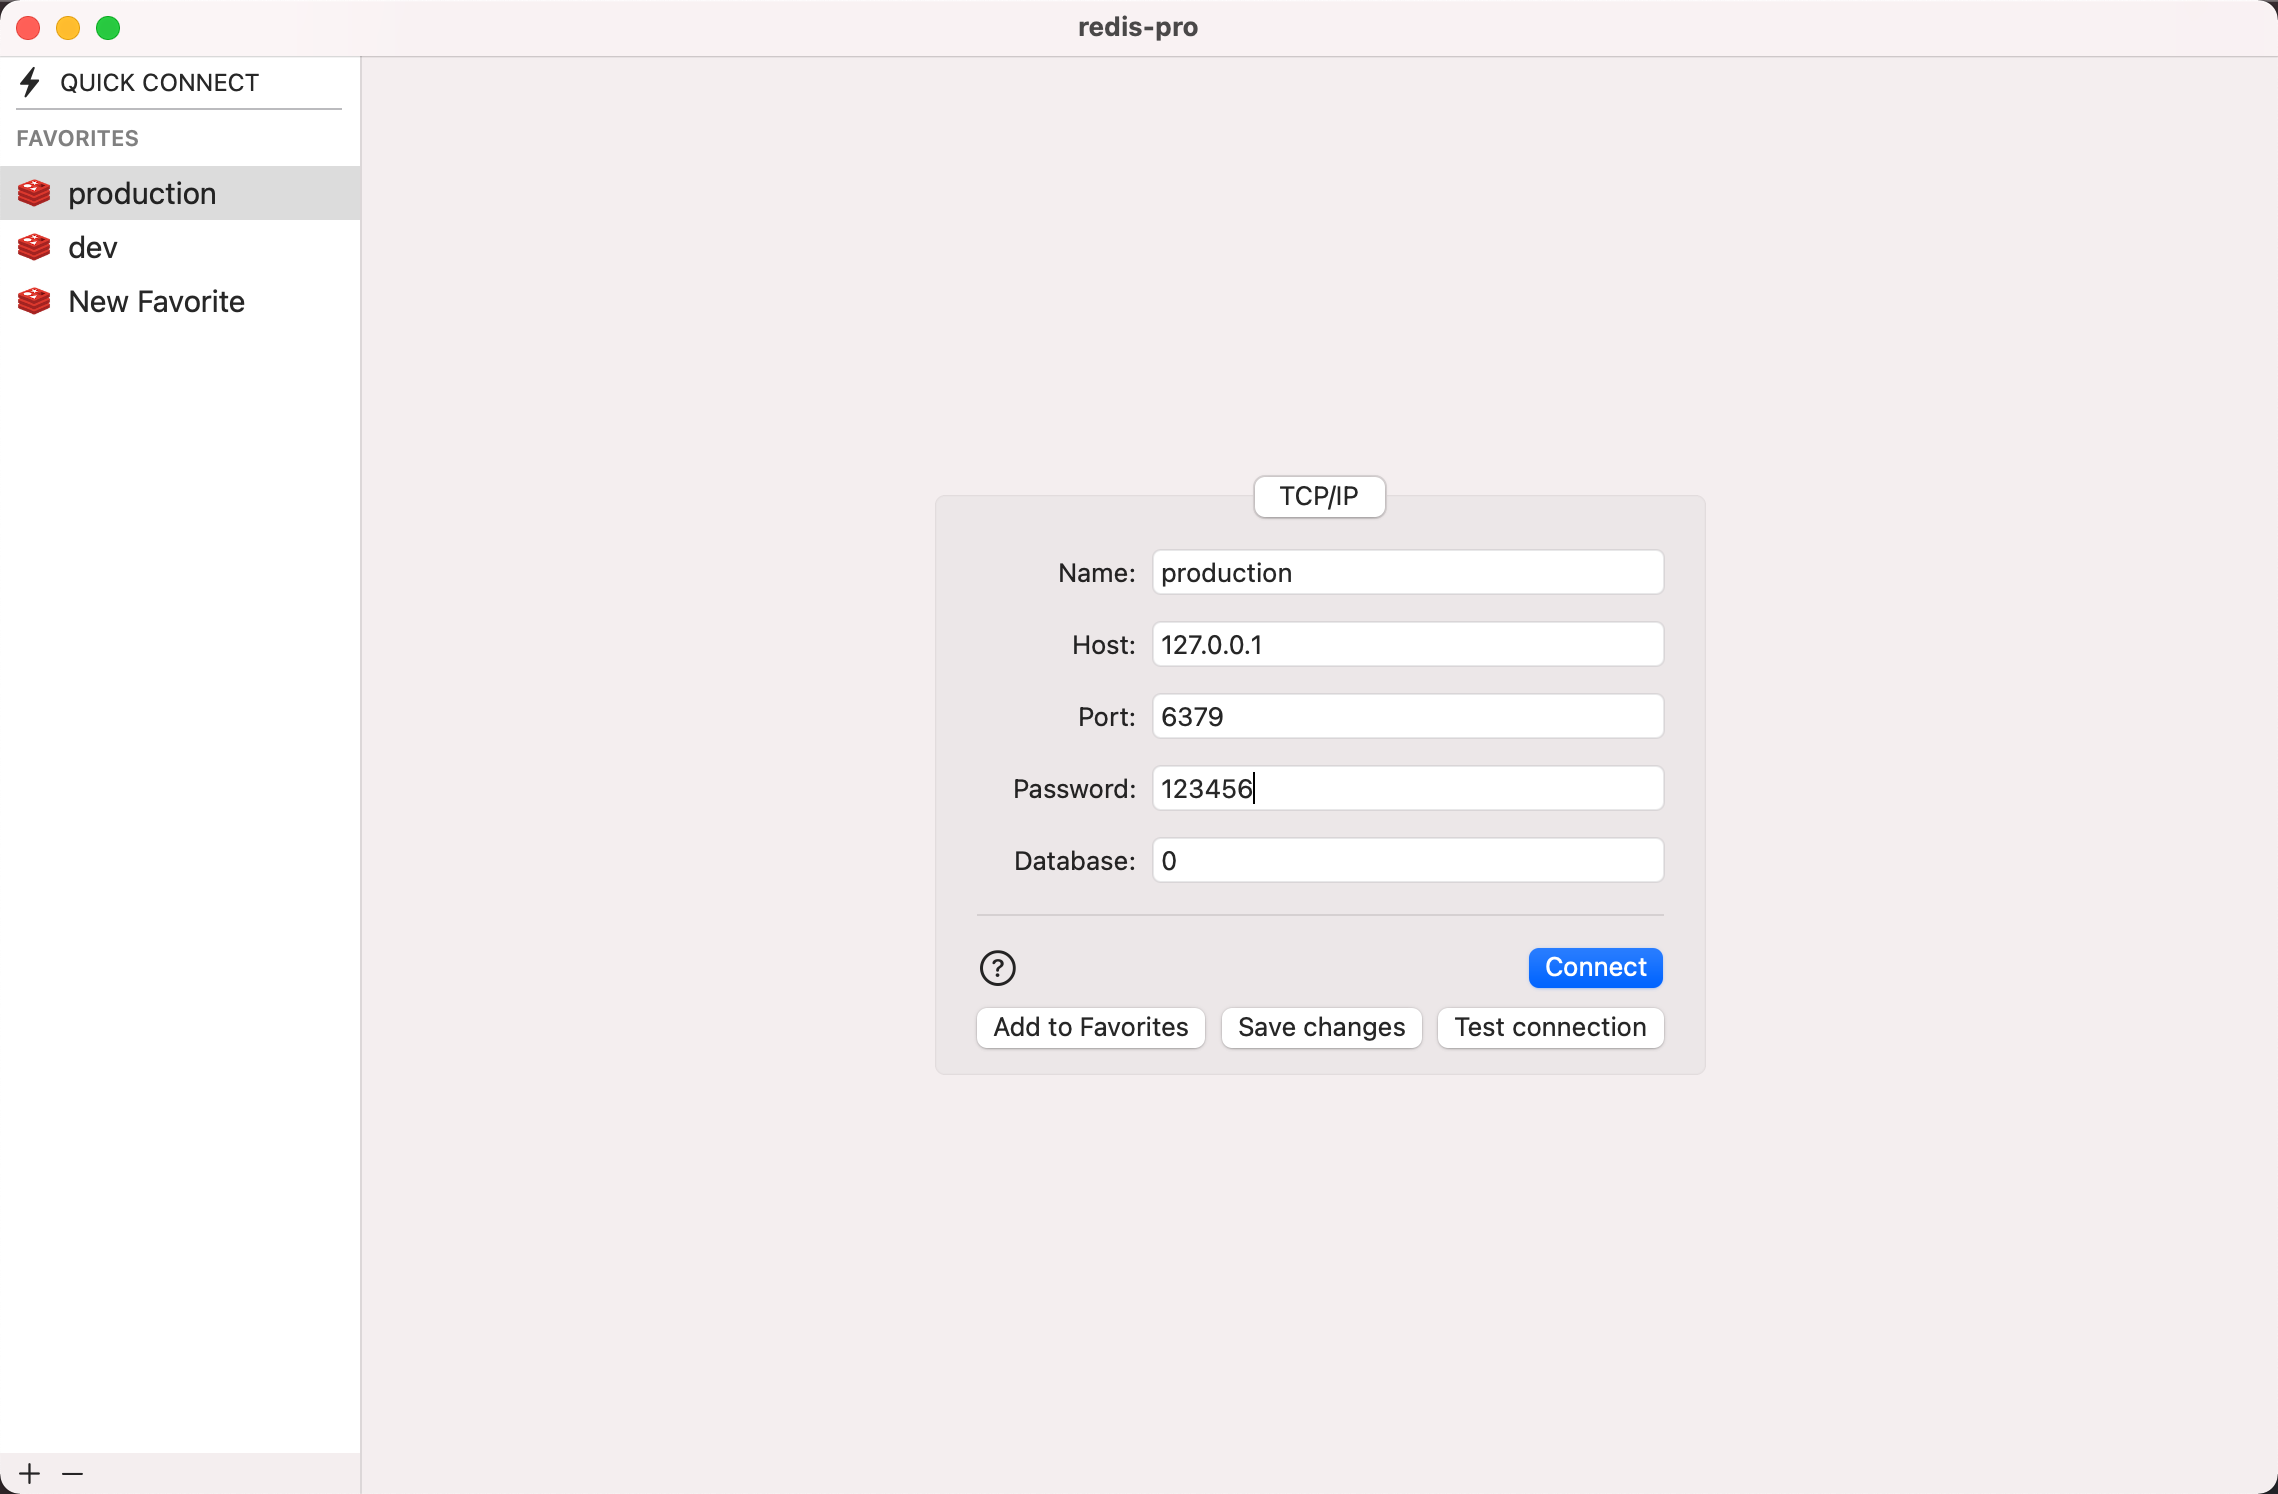 redis-pro
QUICK CONNECT
FAVORITES
production
dev
New Favorite
TCP/IP
Name: production
Host: 127.0.0.1
Port: 6379
Password: 123456
Database: 0
?
Connect
Add to Favorites Save changes Test connection